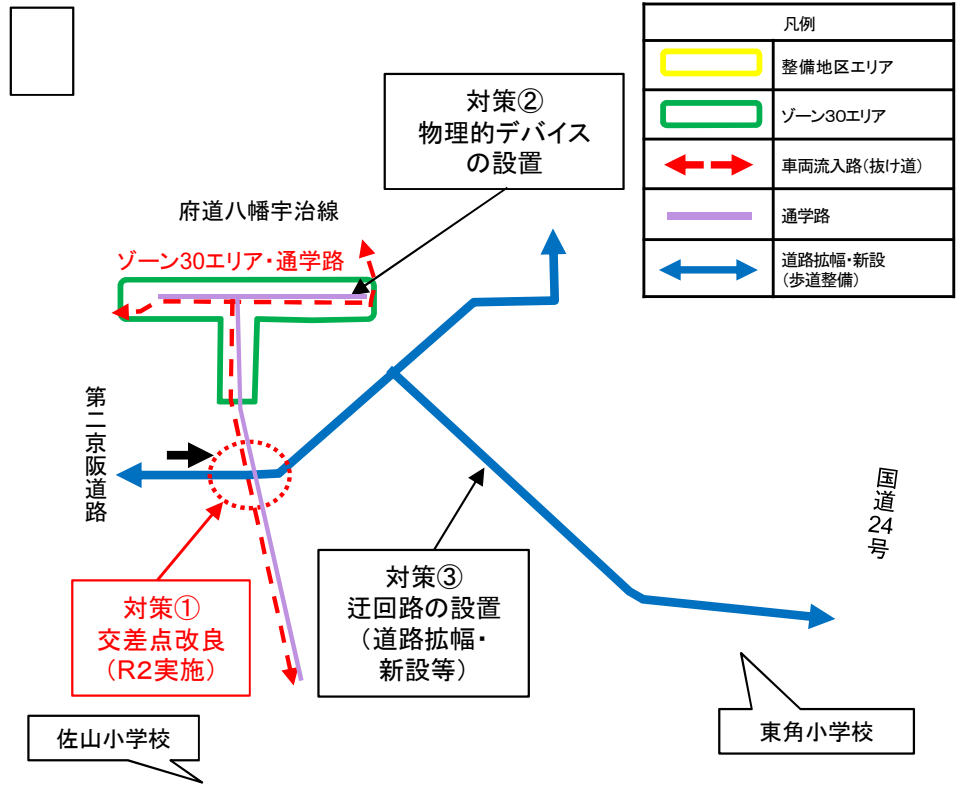 凡例
整備地区エリア
ゾーン30エリア
車両流入路(抜け道)
通学路
道路拡幅・新設
(歩道整備)
対策②
物理的デバイス
の設置
府道八幡宇治線
ゾーン30エリア・通学路
第二京阪道路
国道24号
対策①
交差点改良
(R2実施)
対策③
迂回路の設置
(道路拡幅・
新設等)
佐山小学校
東角小学校